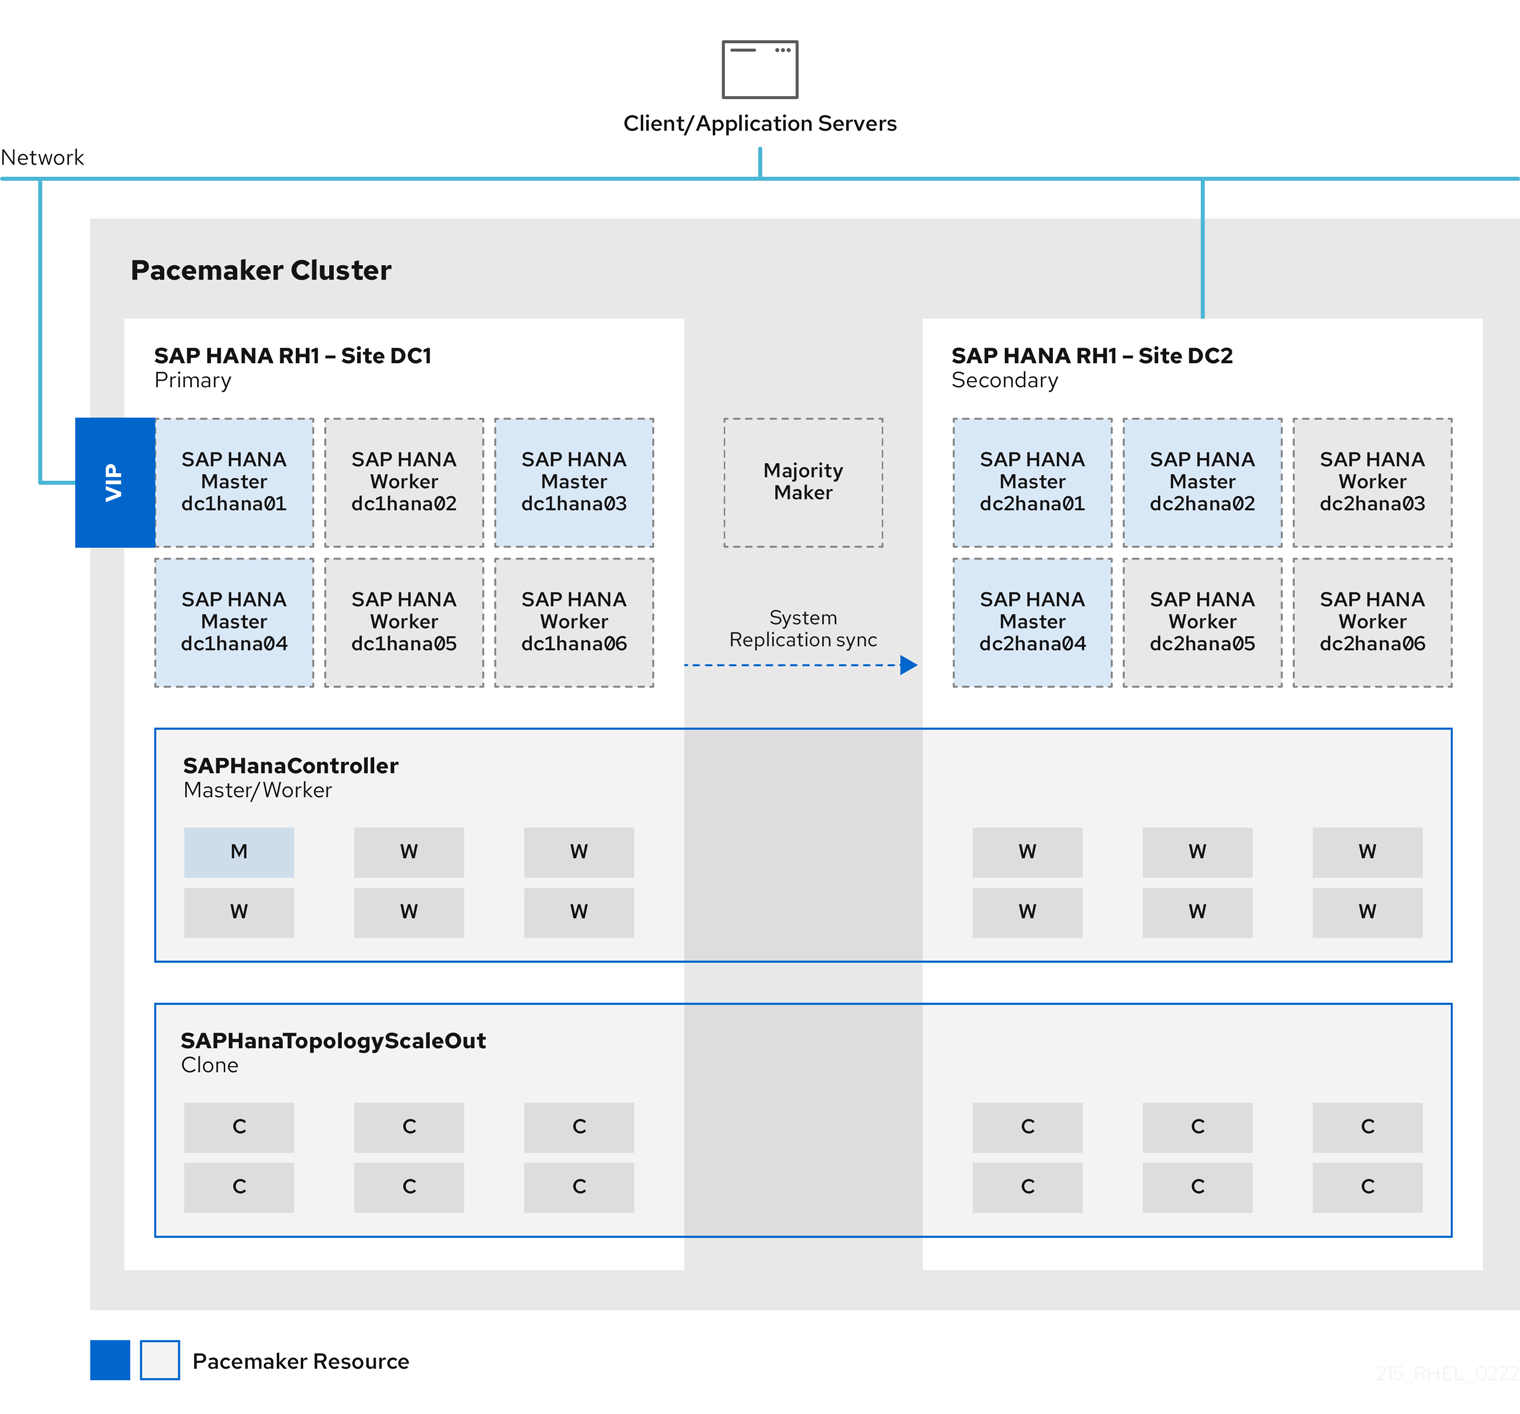 Client/Application Servers
Network
Pacemaker Cluster
SAP HANA RH1 – Site DC1
Primary
VIP
SAP HANA
Master
dc1hana01
SAP HANA
Worker
dc1hana02
SAP HANA
Master
dc1hana03
SAP HANA
Master
dc1hana04
SAP HANA
Worker
dc1hana05
SAP HANA
Worker
dc1hana06
Majority
Maker
System
Replication sync
SAP HANA RH1 – Site DC2
Secondary
SAP HANA
Master
dc2hana01
SAP HANA
Master
dc2hana02
SAP HANA
Worker
dc2hana03
SAP HANA
Master
dc2hana04
SAP HANA
Worker
dc2hana05
SAP HANA
Worker
dc2hana06
SAPHanaController
Master/Worker
M W W W W W
W W W W W W
SAPHanaTopologyScaleOut
Clone
C C C C C C
C C C C C C
Pacemaker Resource
215_RHEL_0222